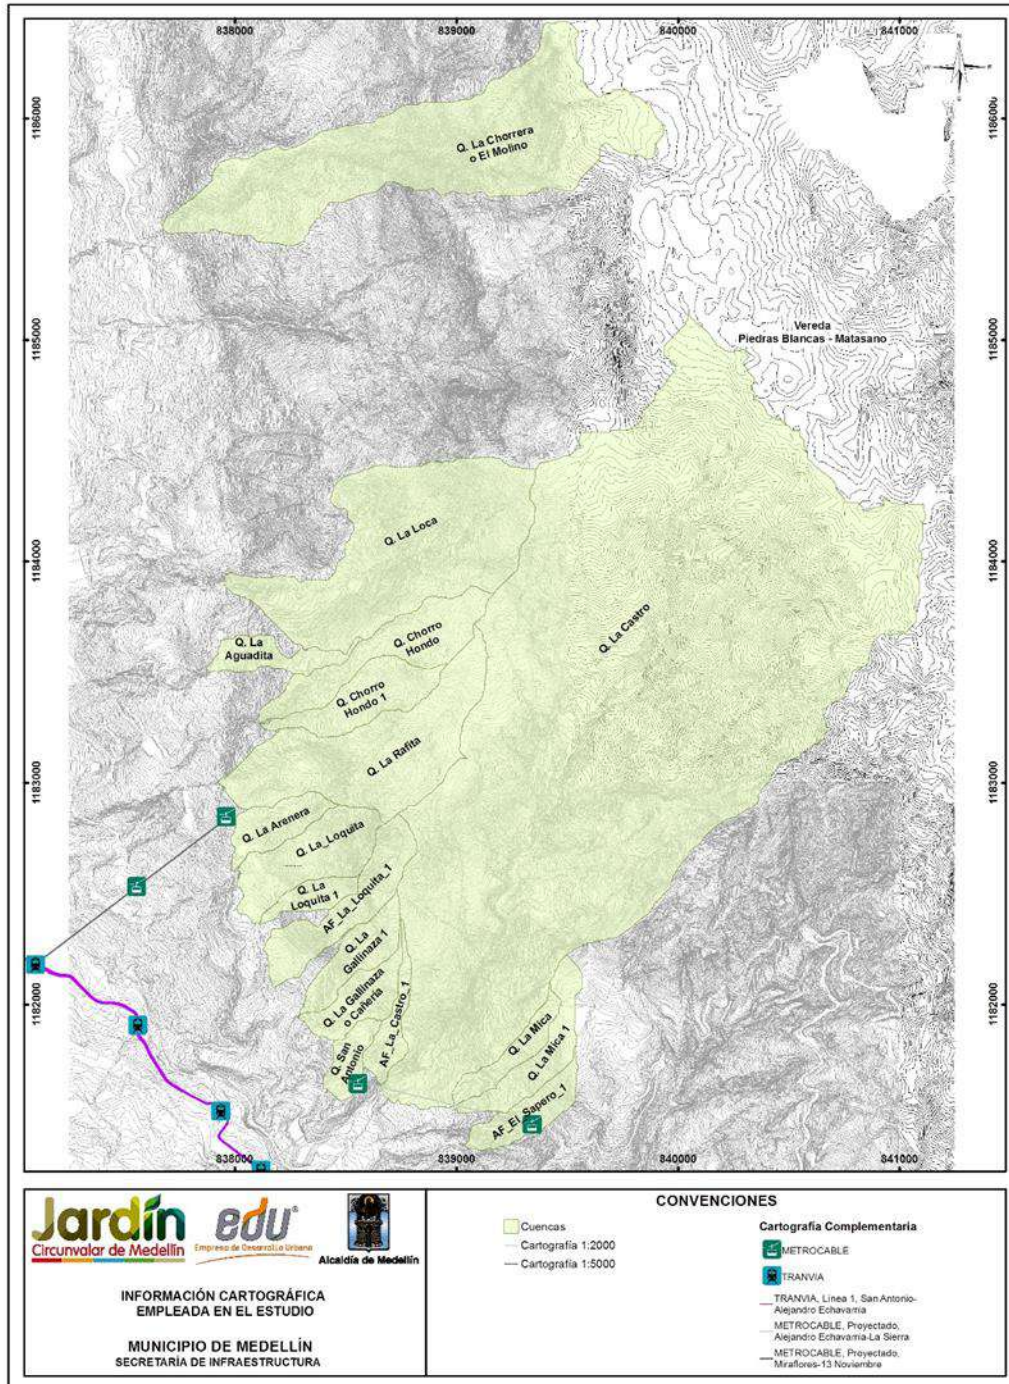 838000
839000
840000
841000
1186000
1186000
Q. La Chorrera
o El Molino
1185000
1185000
Vereda
Piedras Blancas - Matasano
Q. La Loca
1184000
1184000
Q. La Castro
Q. Chorro
Hondo
Q. La
Aguadita
Q. Chorro
Hondo 1
Q. La Rafita
1183000
1183000
Q. La Arenera
Q. La_Loquita
Q. La
Loquita 1
AF_La_Loquita_1
Q. La
Gallinaza 1
Q. La Gallinaza
o Cañeria
AF_La_Castro_1
1182000
1182000
Q. San
Antonio
Q. La Mica
Q. La Mica 1
AF_El_Sapero_1
838000
839000
840000
841000
Jardín
Circunvalar de Medellín
edu®
Empresa de Desarrollo Urbano
Alcaldía de Medellín
INFORMACIÓN CARTOGRÁFICA
EMPLEADA EN EL ESTUDIO
MUNICIPIO DE MEDELLÍN
SECRETARÍA DE INFRAESTRUCTURA
CONVENCIONES
Cuencas
Cartografía 1:2000
Cartografía 1:5000
Cartografía Complementaria
METROCABLE
TRANVIA
TRANVIA, Linea 1, San Antonio-
Alejandro Echavarria
METROCABLE, Proyectado,
Alejandro Echavarria-La Sierra
METROCABLE, Proyectado,
Miraflores-13 Noviembre